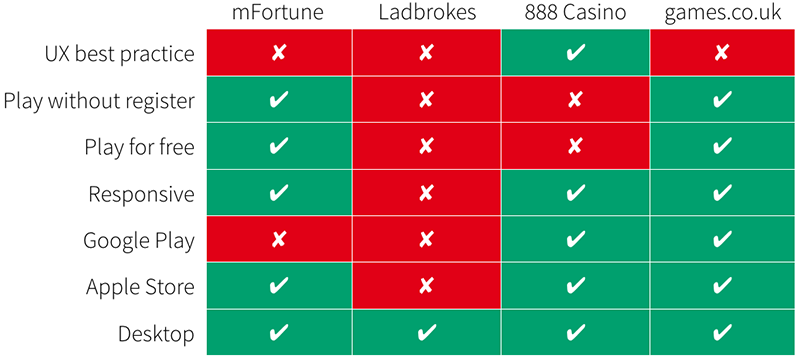 mFortune Ladbrokes 888 Casino games.co.uk
UX best practice ✘ ✘ ✔ ✘
Play without register ✔ ✘ ✘ ✔
Play for free ✔ ✘ ✘ ✔
Responsive ✔ ✘ ✔ ✔
Google Play ✘ ✘ ✔ ✔
Apple Store ✔ ✘ ✔ ✔
Desktop ✔ ✔ ✔ ✔